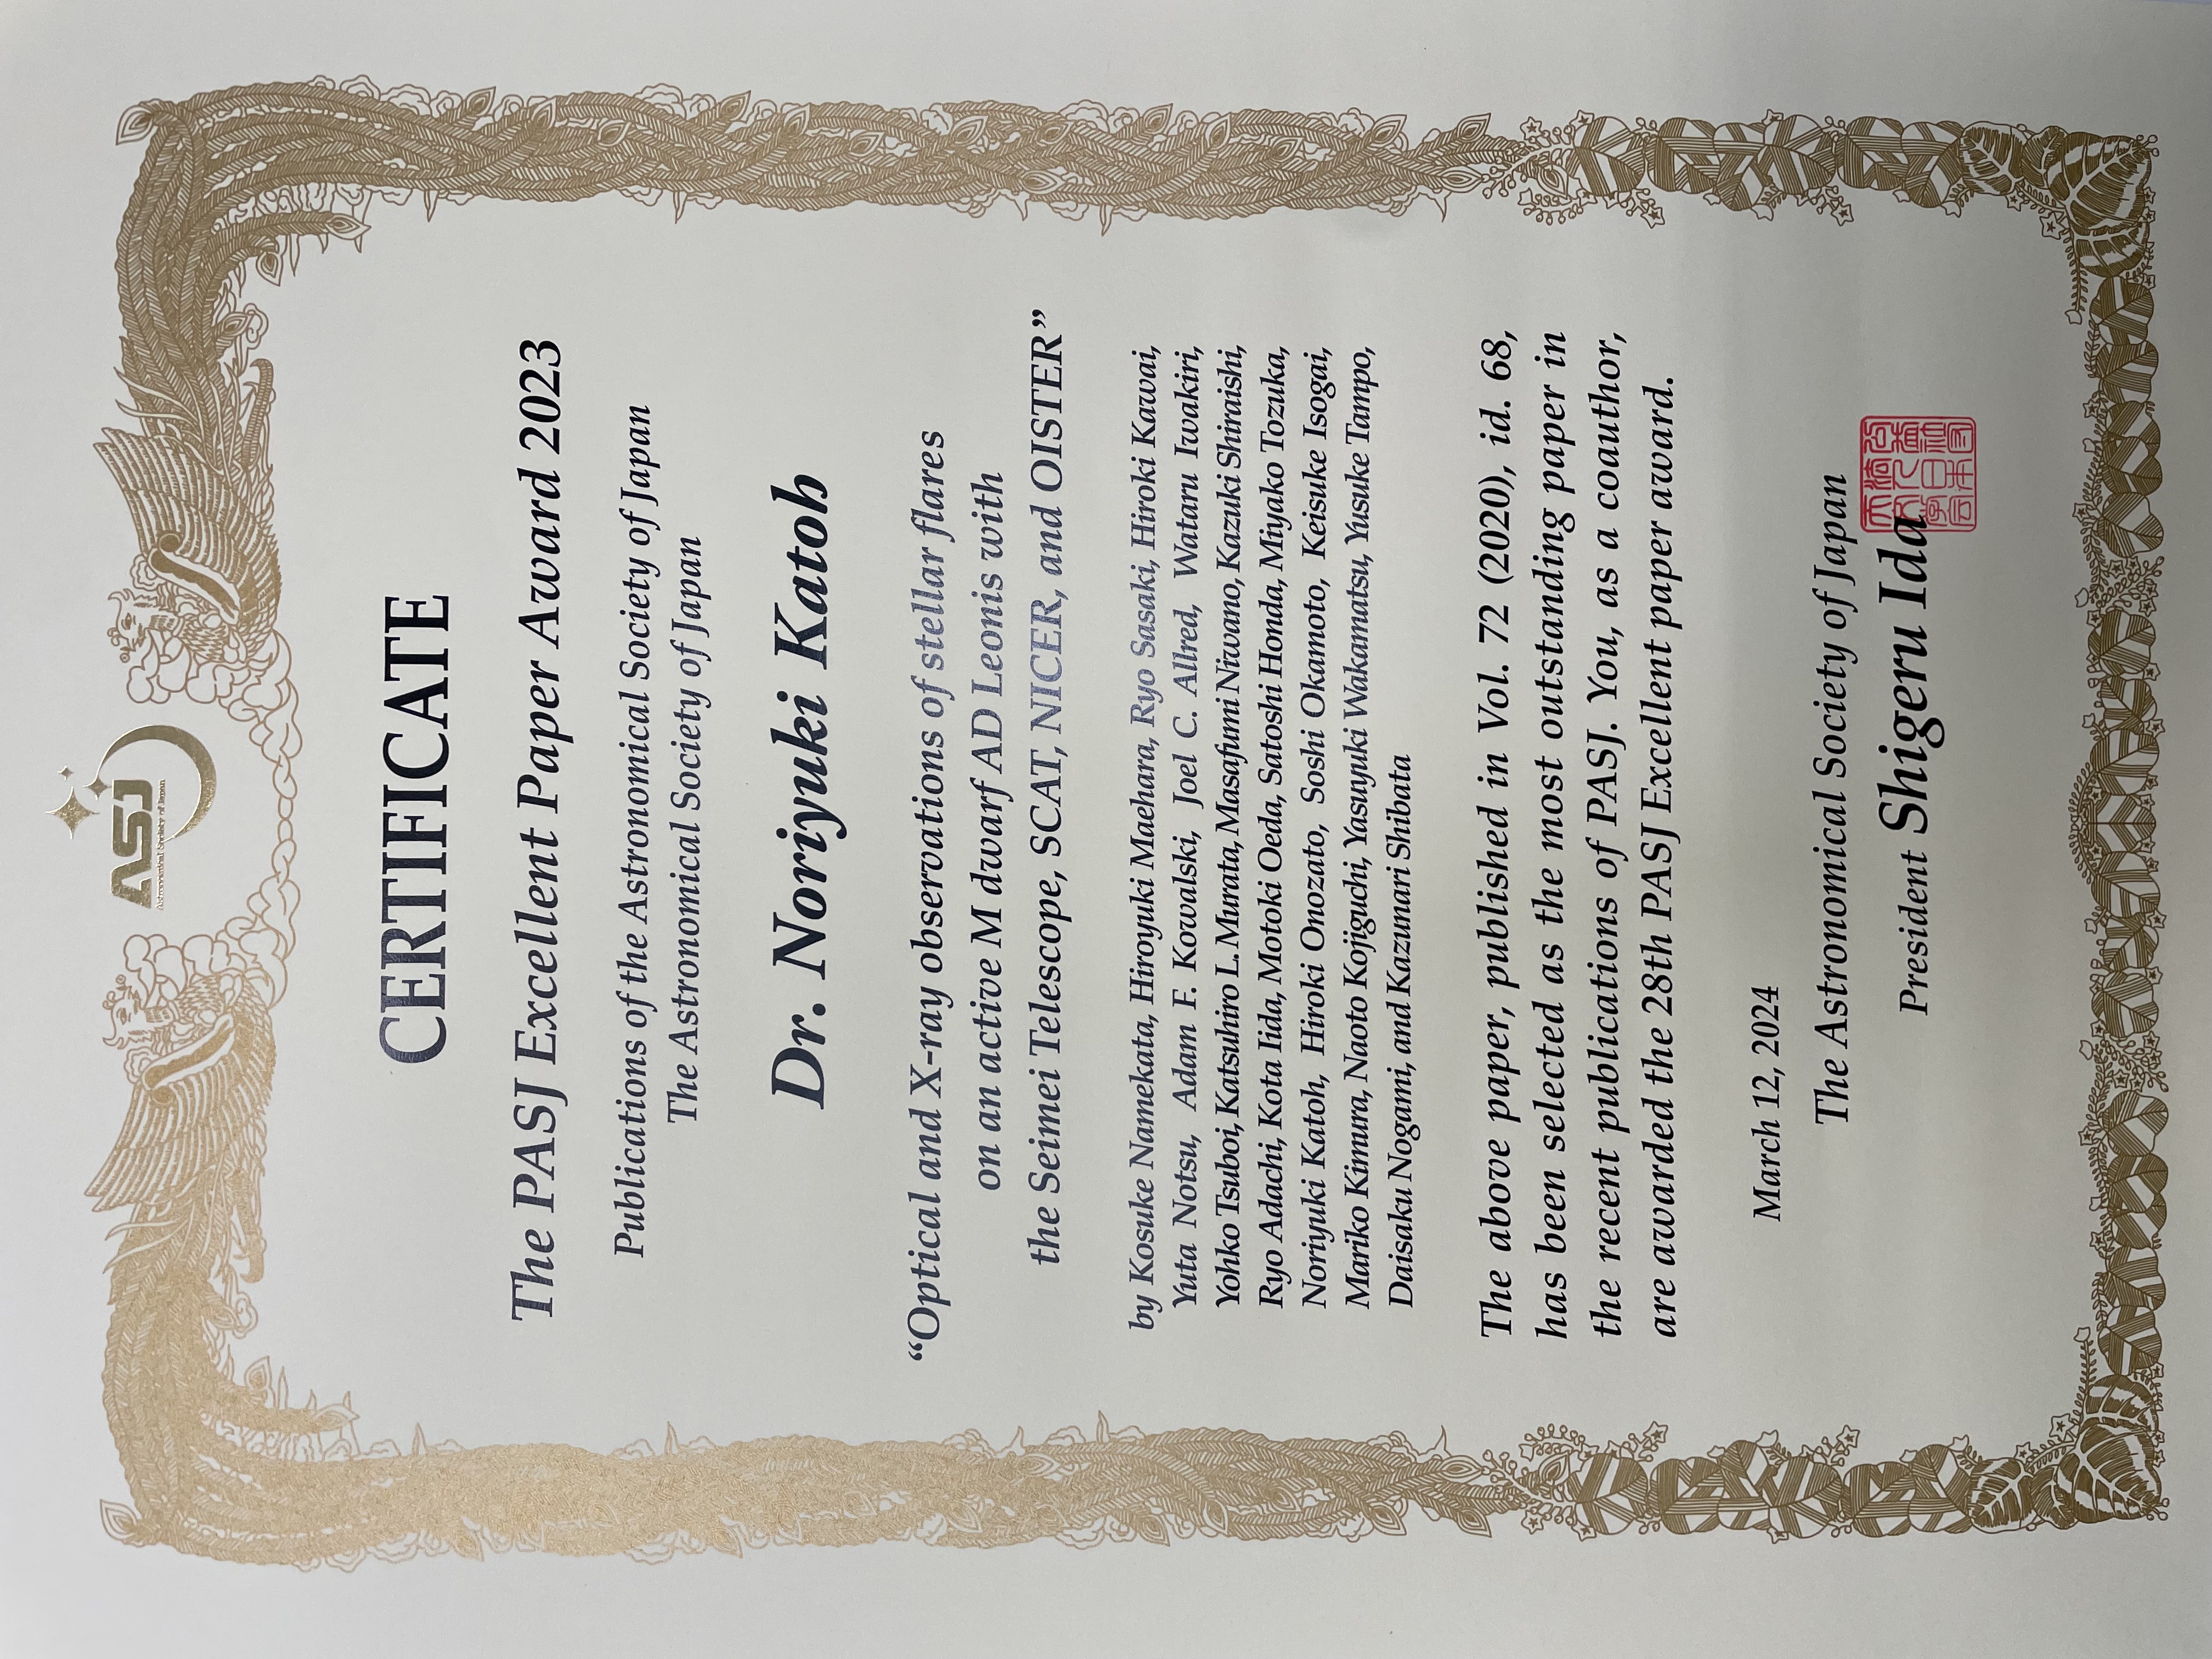 ASJ
Astronomical Society of Japan
CERTIFICATE
The PASJ Excellent Paper Award 2023
Publications of the Astronomical Society of Japan
The Astronomical Society of Japan
Dr. Noriyuki Katoh
“Optical and X-ray observations of stellar flares
on an active M dwarf AD Leonis with
the Seimei Telescope, SCAT, NICER, and OISTER”
by Kosuke Namekata, Hiroyuki Maehara, Ryo Sasaki, Hiroki Kawai,
Yuta Notsu, Adam F. Kowalski, Joel C. Allred, Wataru Iwakiri,
Yohko Tsuboi, Katsuhiro L. Murata, Masafumi Niwano, Kazuki Shiraishi,
Ryo Adachi, Kota Iida, Motoki Oeda, Satoshi Honda, Miyako Tozuka,
Noriyuki Katoh, Hiroki Onozato, Soshi Okamoto, Keisuke Isogai,
Mariko Kimura, Naoto Kojiguchi, Yasuyuki Wakamatsu, Yusuke Tampo,
Daisaku Nogami, and Kazunari Shibata
The above paper, published in Vol. 72 (2020), id. 68,
has been selected as the most outstanding paper in
the recent publications of PASJ. You, as a coauthor,
are awarded the 28th PASJ Excellent paper award.
March 12, 2024
The Astronomical Society of Japan
President Shigeru Ida